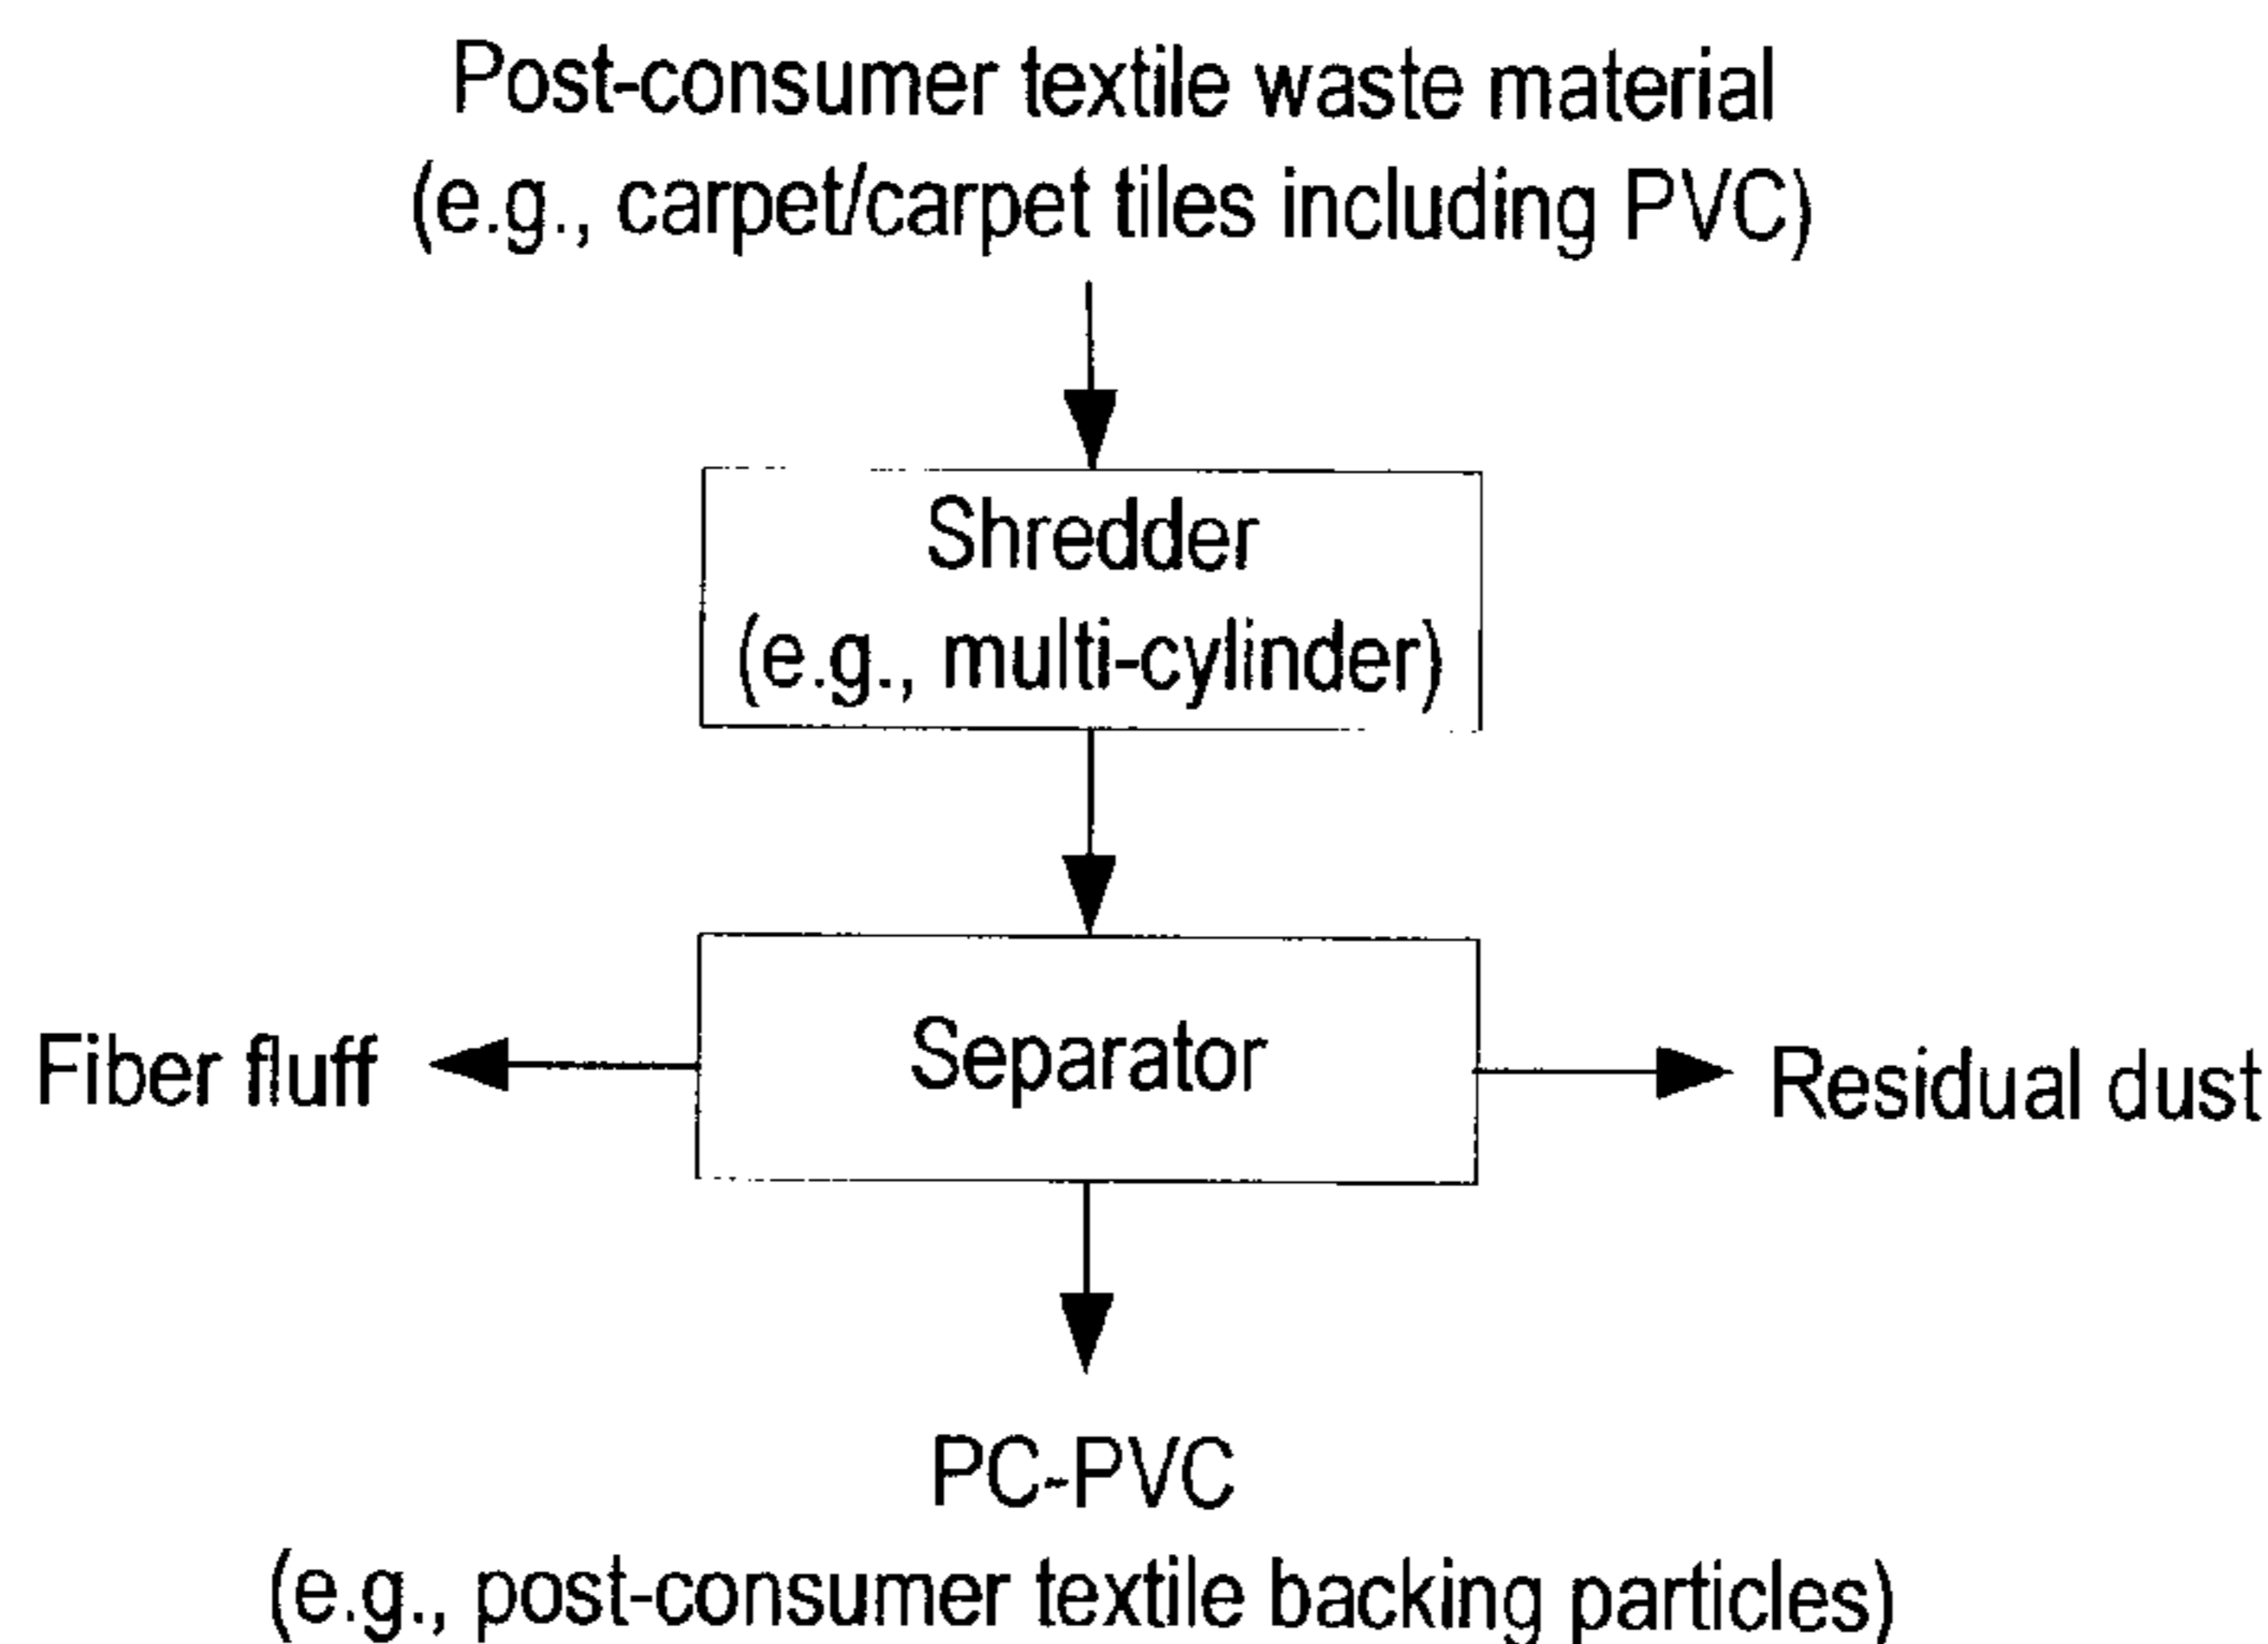 Post-consumer textile waste material
(e.g., carpet/carpet tiles including PVC)
Shredder
(e.g., multi-cylinder)
Separator
Fiber fluff
Residual dust
PC-PVC
(e.g., post-consumer textile backing particles)